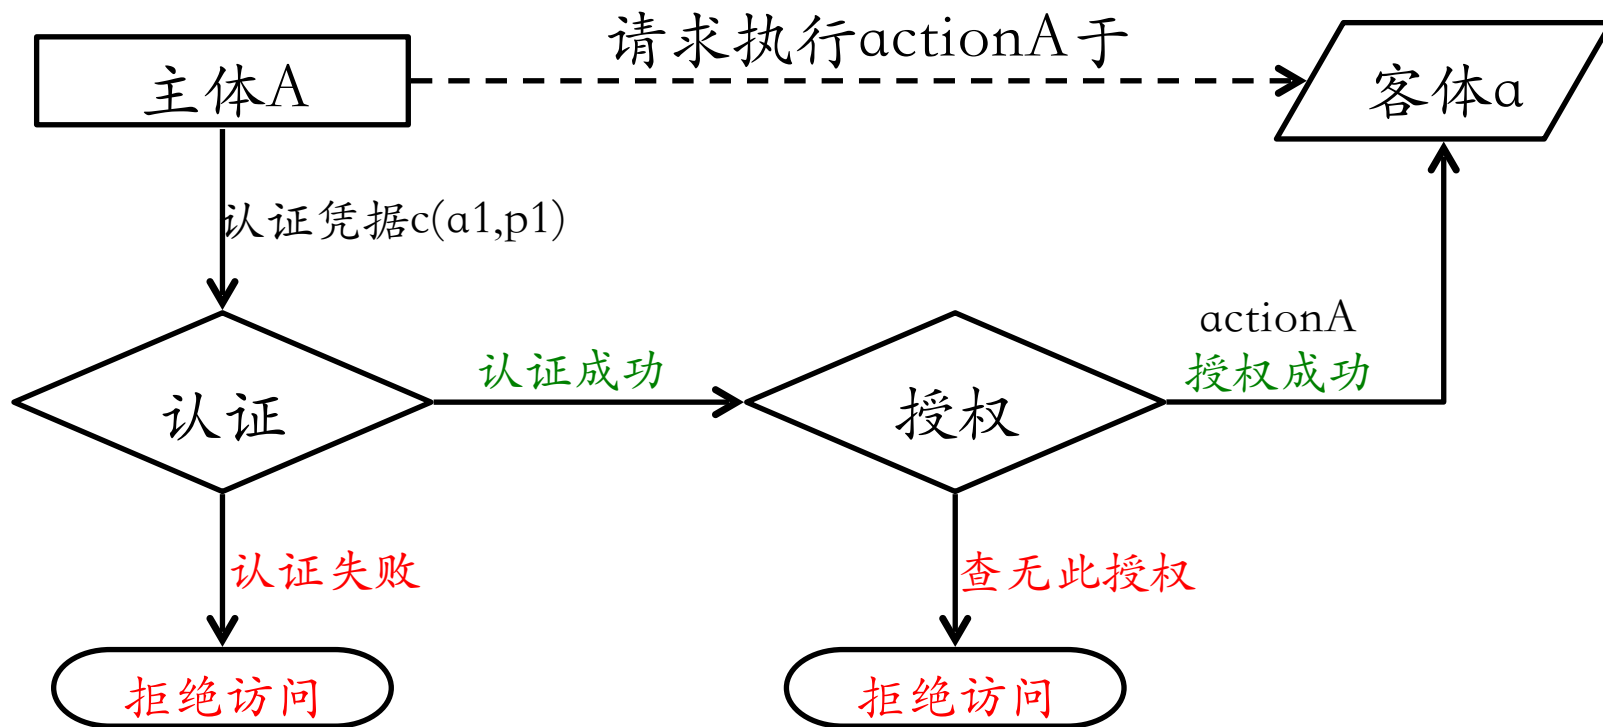 请求执行actionA于
主体A
客体a
认证凭据c(a1,p1)
actionA
认证成功
授权成功
认证
授权
认证失败
查无此授权
拒绝访问
拒绝访问